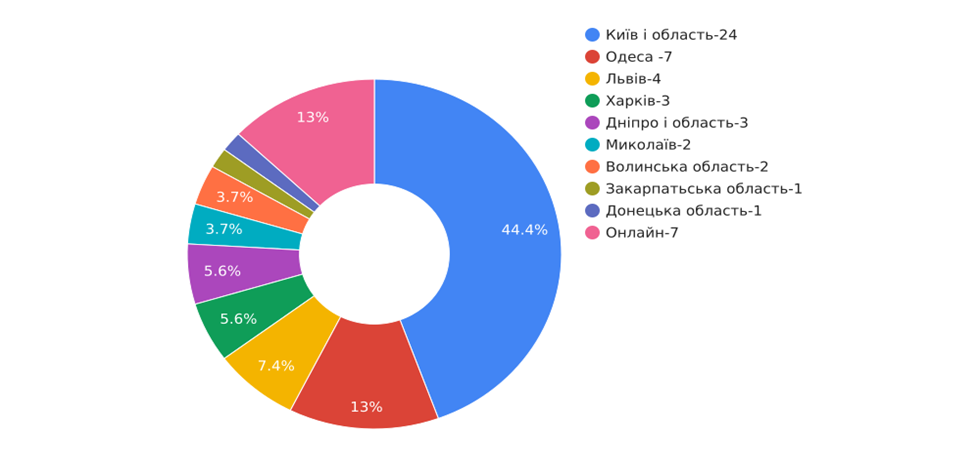 Київ і область-24
Одеса -7
Львів-4
Харків-3
Дніпро і область-3
Миколаїв-2
Волинська область-2
Закарпатьська область-1
Донецька область-1
Онлайн-7
13%
3.7%
44.4%
3.7%
5.6%
5.6%
7.4%
13%